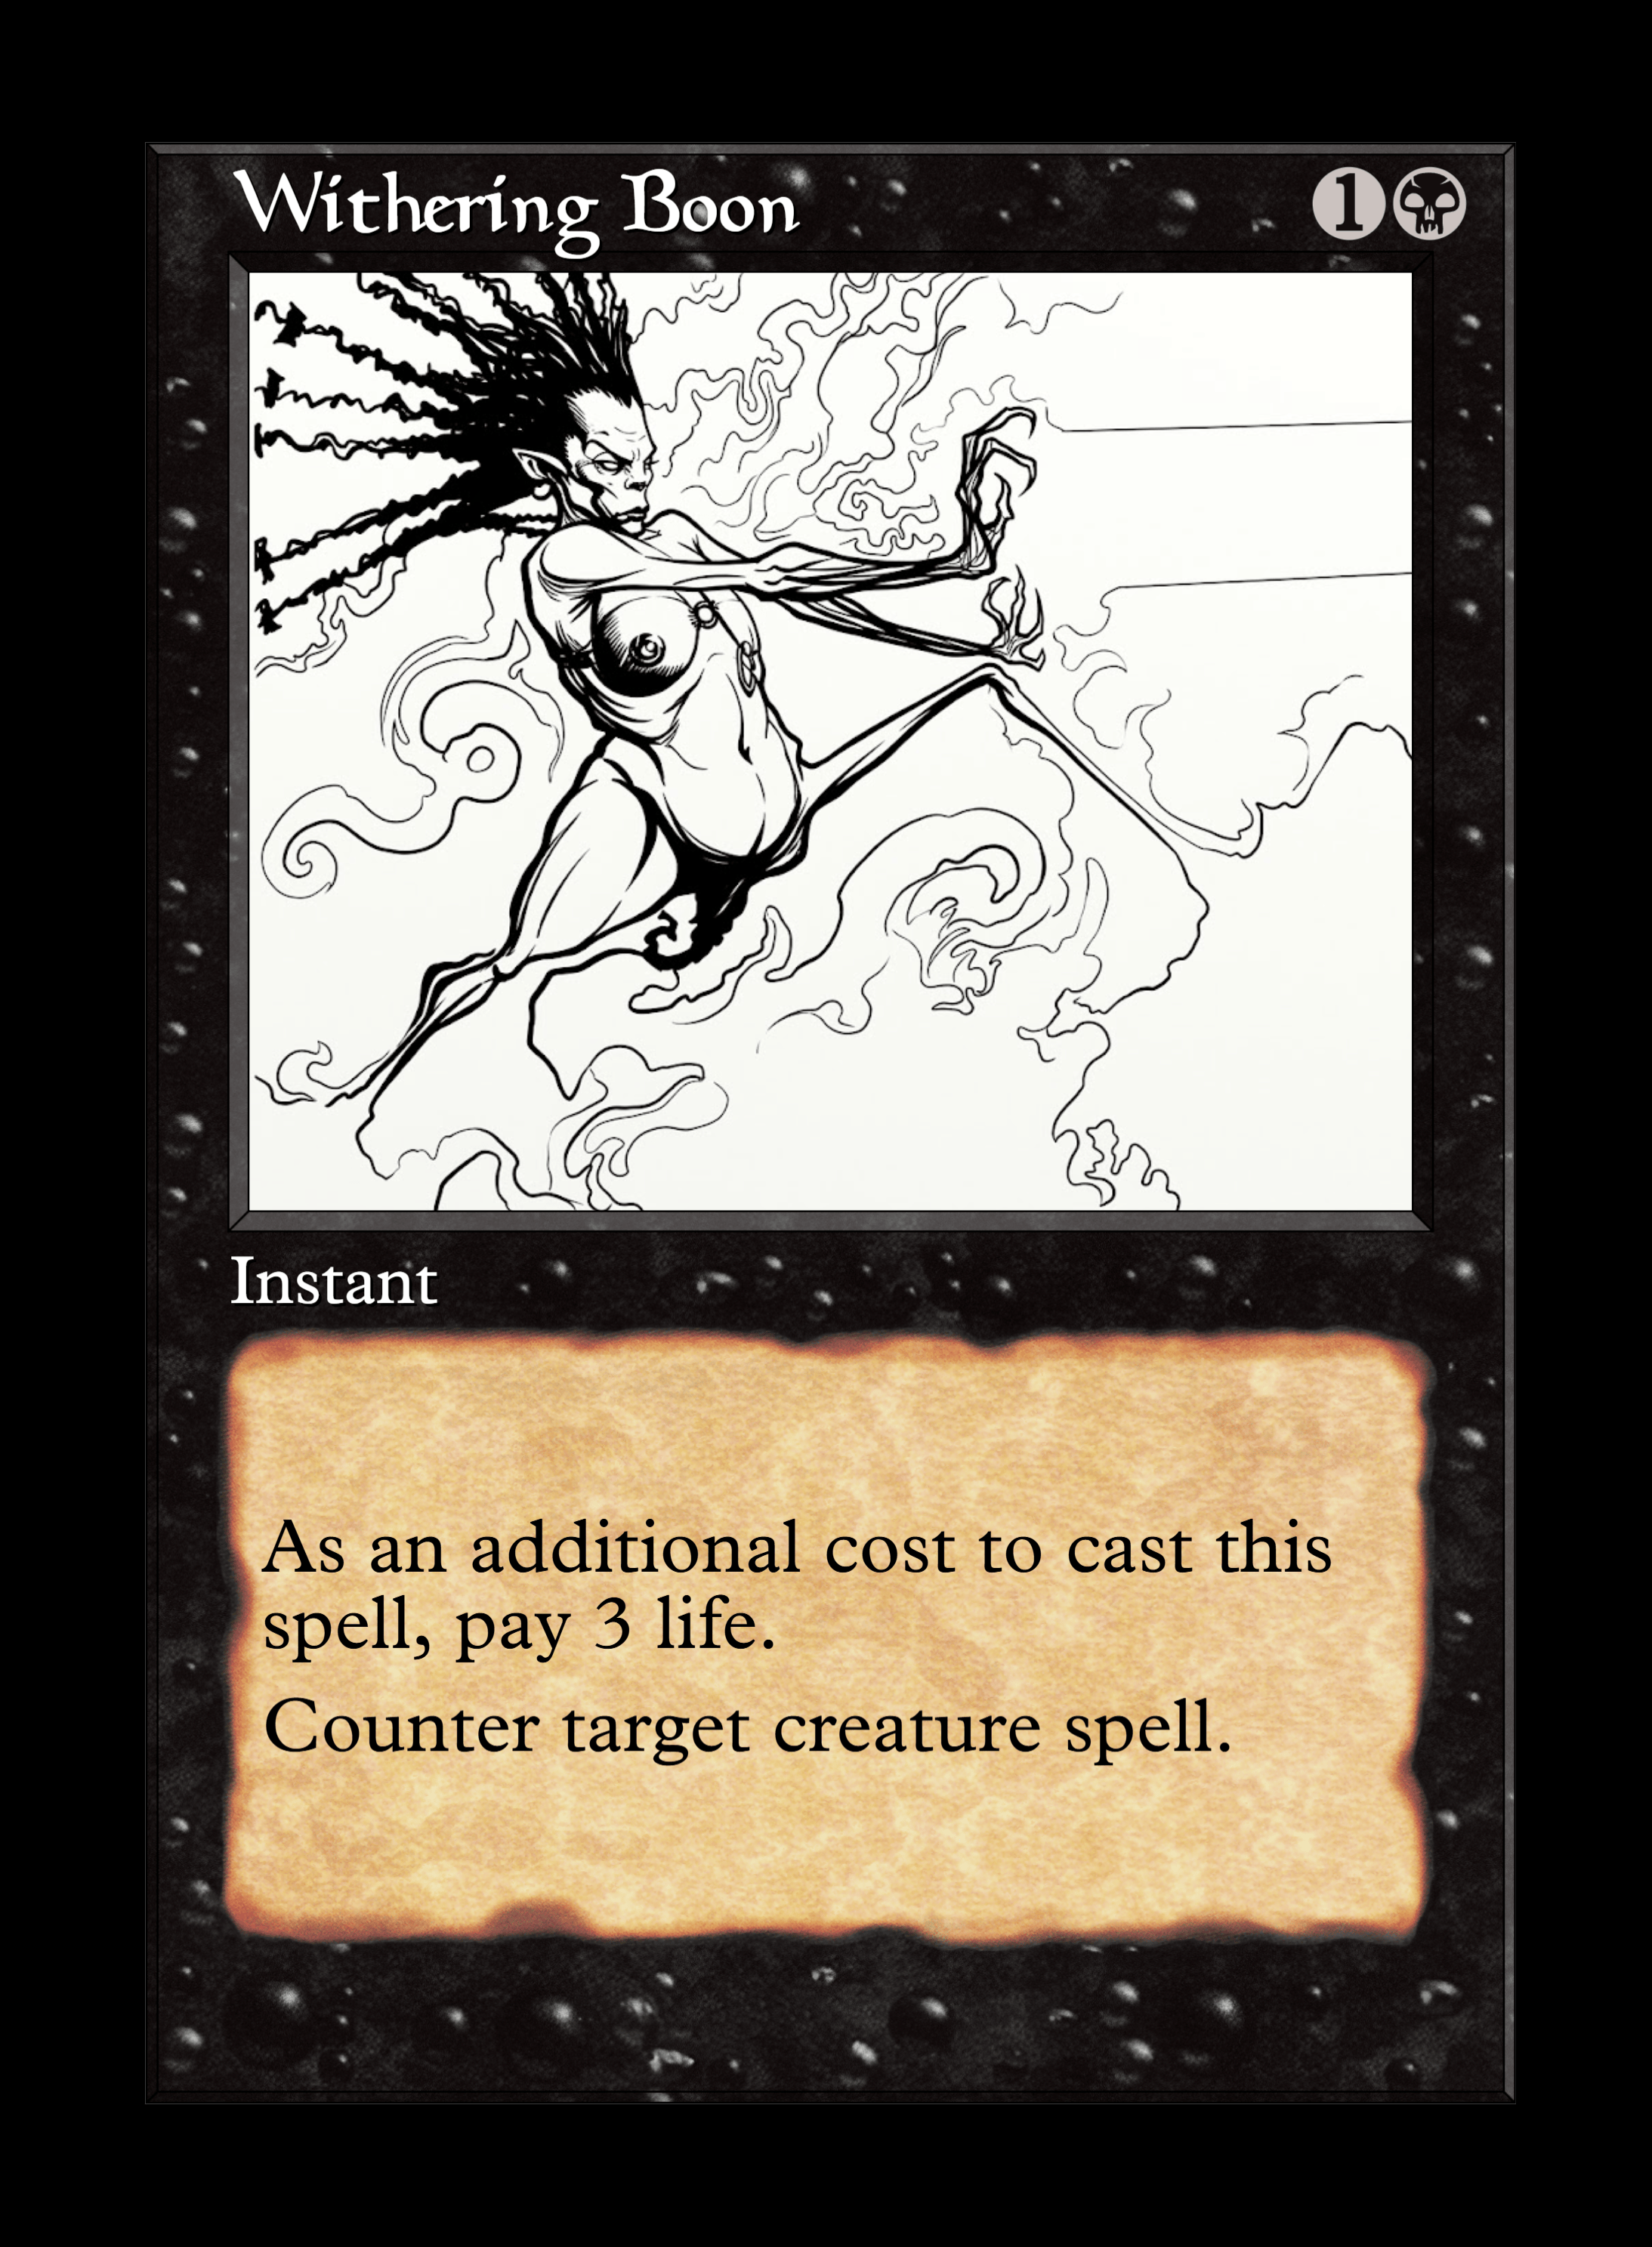 Withering Boon 1
Instant
As an additional cost to cast this
spell, pay 3 life.
Counter target creature spell.